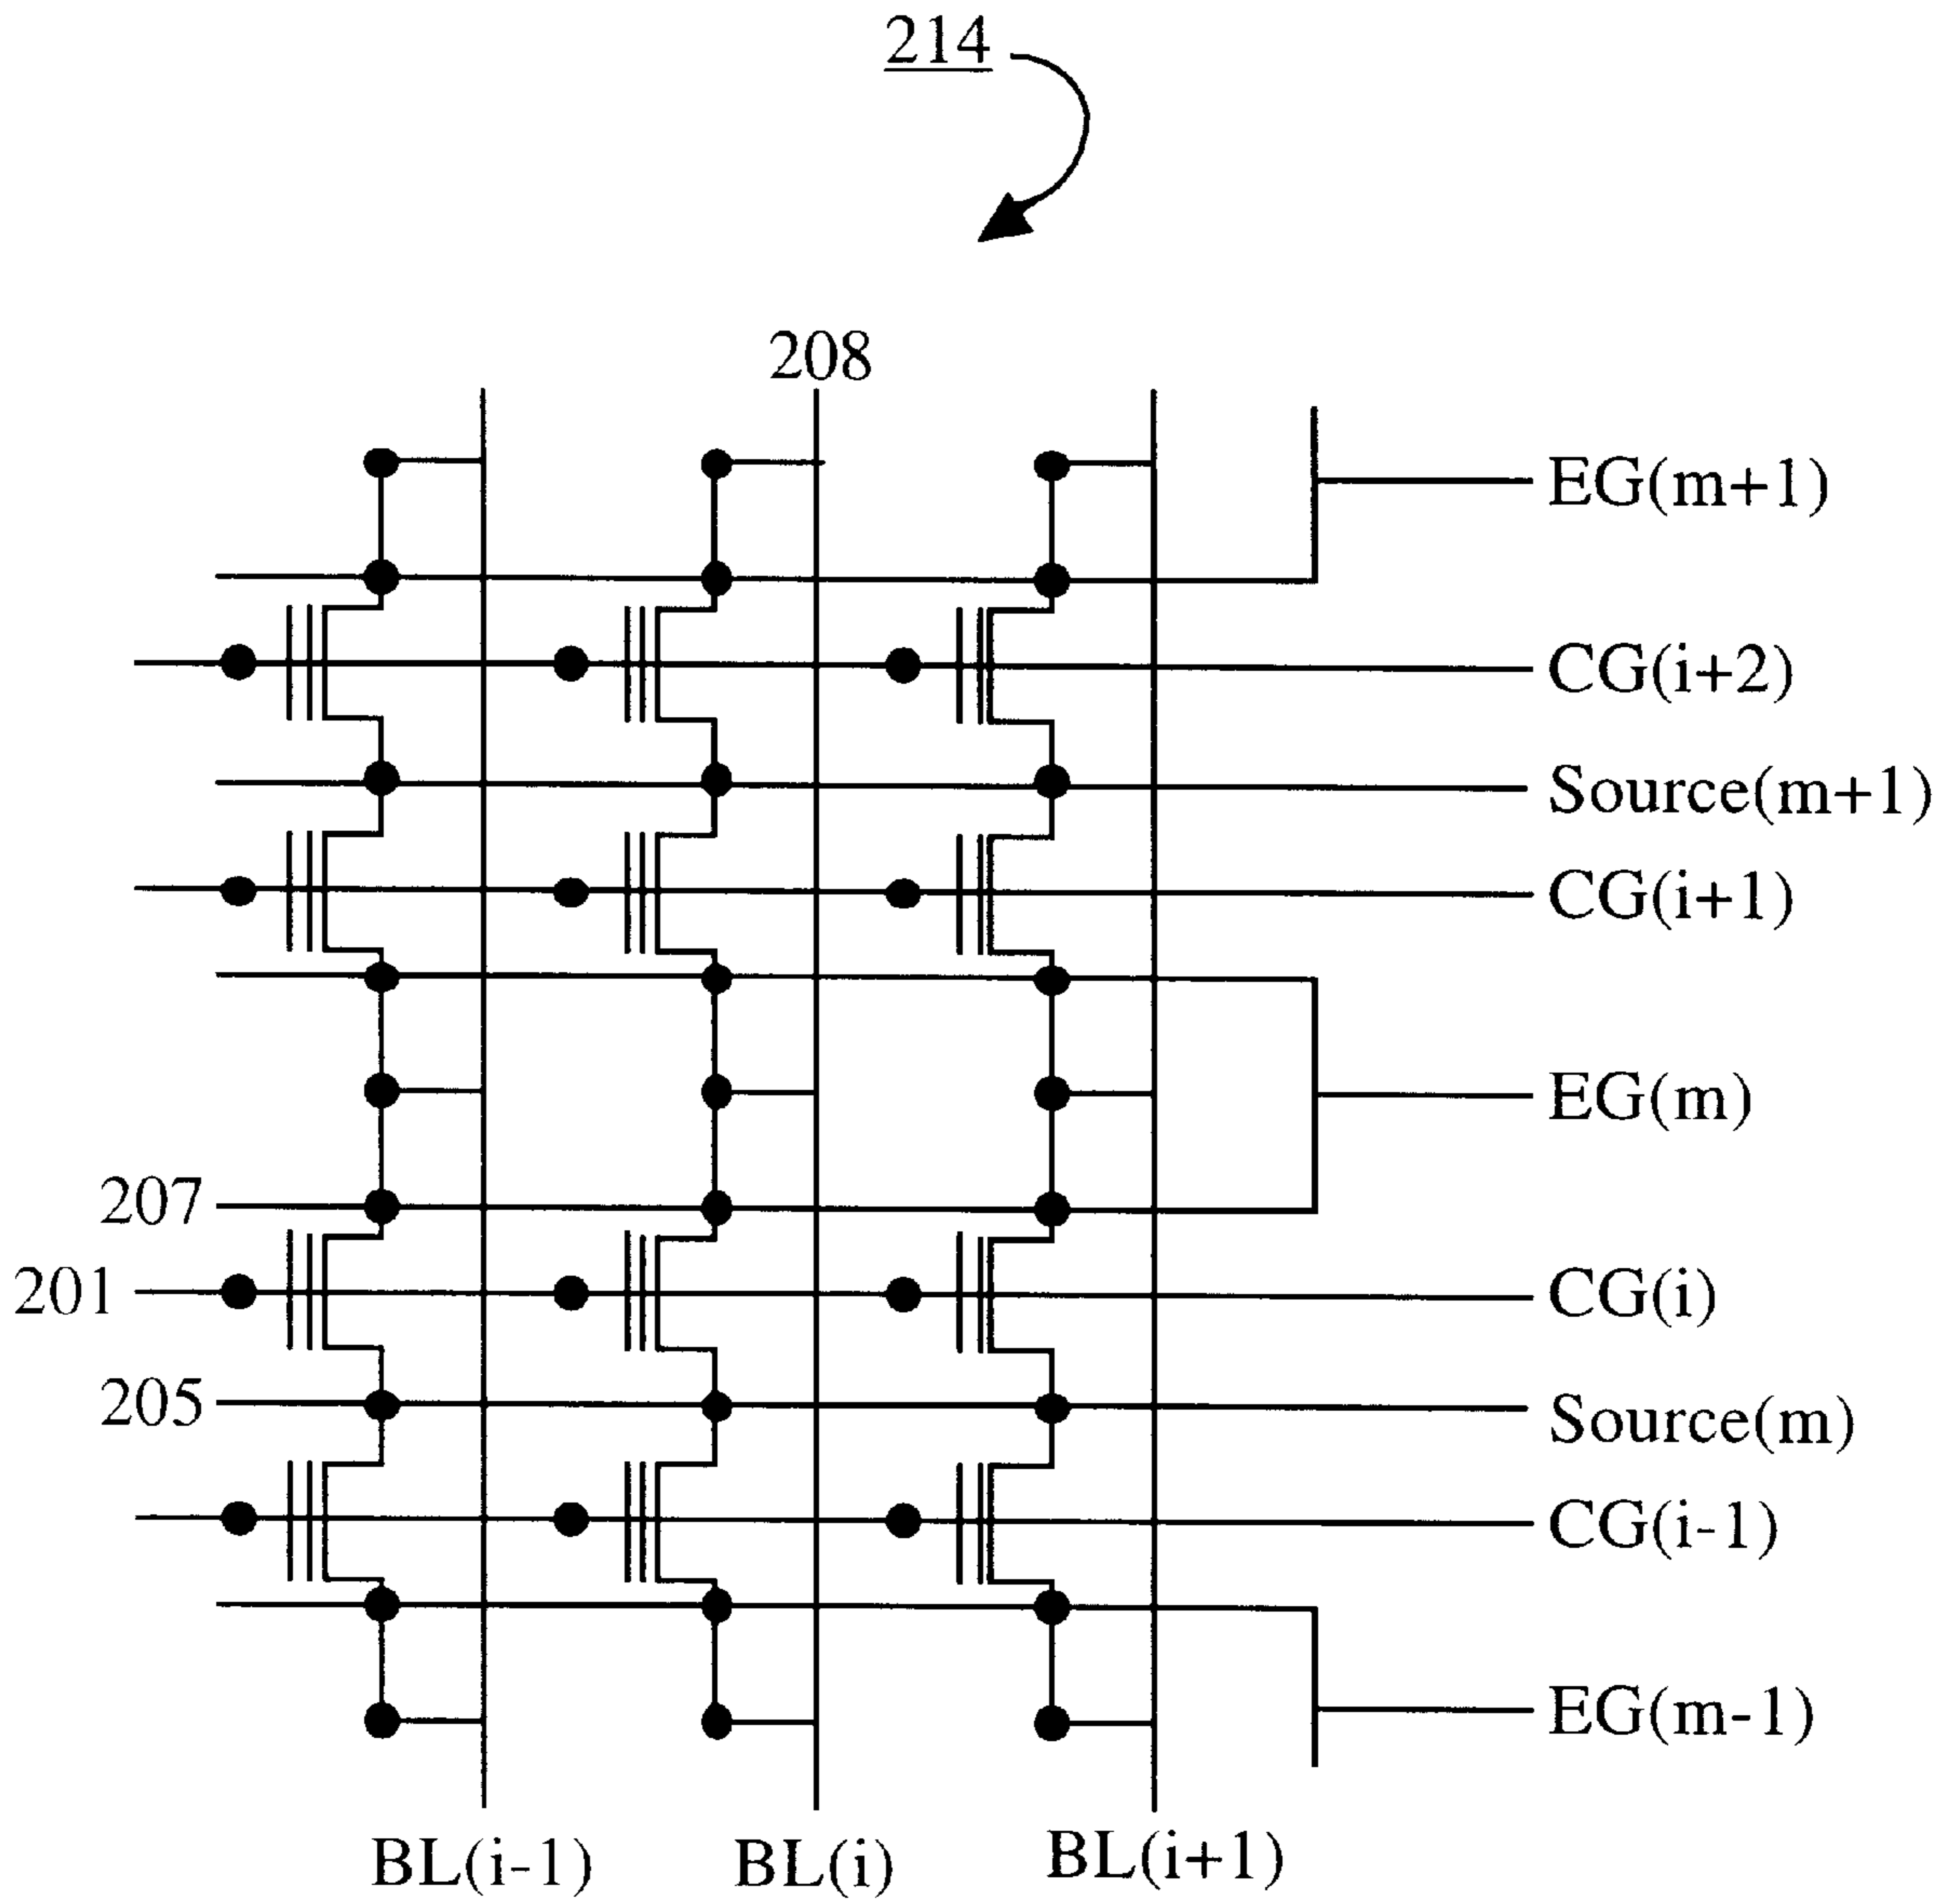 214
208
EG(m+1)
CG(i+2)
Source(m+1)
CG(i+1)
EG(m)
207
201
CG(i)
205
Source(m)
CG(i-1)
EG(m-1)
BL(i-1)
BL(i)
BL(i+1)